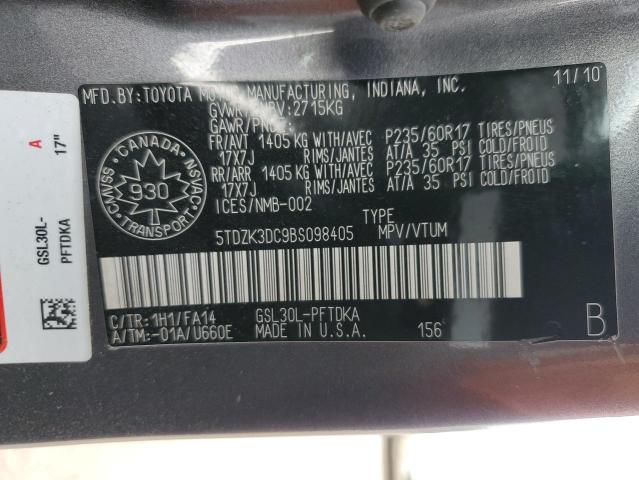 MFD.BY:TOYOTA MOTOR MANUFACTURING, INDIANA, INC. 11/10
GVWR/PNBV:2715KG
GAWR/PNBE:
FR/AVT 1405 KG WITH/AVEC P235/60R17 TIRES/PNEUS
17X7J RIMS/JANTES AT/A 35 PSI COLD/FROID
RR/ARR 1405 KG WITH/AVEC P235/60R17 TIRES/PNEUS
17X7J RIMS/JANTES AT/A 35 PSI COLD/FROID
ICES/NMB-002
TYPE
5TDZK3DC9BS098405 MPV/VTUM
CANADA
930
TRANSPORT
CMVSS
NSVAC
C/TR:1H1/FA14 GSL30L-PFTDKA
A/TM:-01A/U660E MADE IN U.S.A. 156 B
GSL30L-
PFTDKA
A
17"